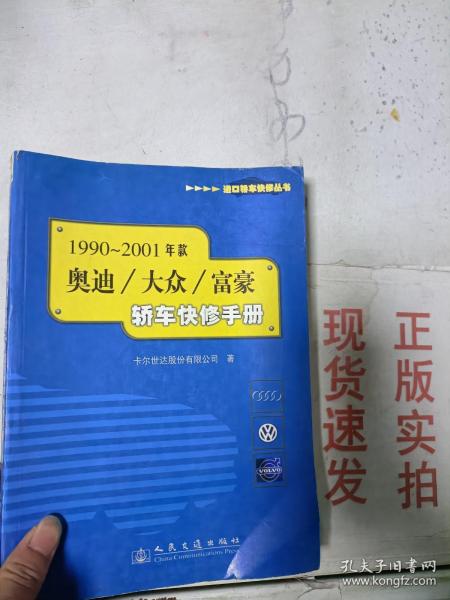 进口轿车快修丛书
1990~2001年款
奥迪/大众/富豪
轿车快修手册
卡尔世达股份有限公司 著
VOLVO
人民交通出版社
China Communications Press
正版实拍
现货速发
孔夫子旧书网
www.kongfz.com